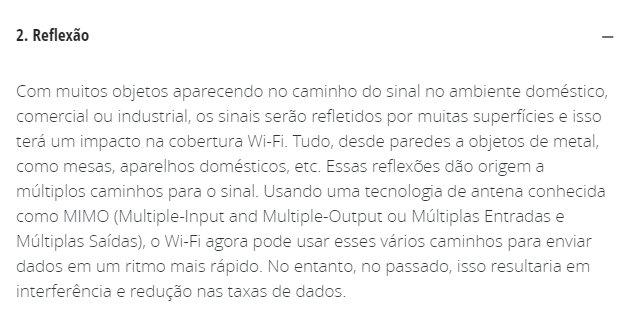 2. Reflexão
Com muitos objetos aparecendo no caminho do sinal no ambiente doméstico,
comercial ou industrial, os sinais serão refletidos por muitas superfícies e isso
terá um impacto na cobertura Wi-Fi. Tudo, desde paredes a objetos de metal,
como mesas, aparelhos domésticos, etc. Essas reflexões dão origem a
múltiplos caminhos para o sinal. Usando uma tecnologia de antena conhecida
como MIMO (Multiple-Input and Multiple-Output ou Múltiplas Entradas e
Múltiplas Saídas), o Wi-Fi agora pode usar esses vários caminhos para enviar
dados em um ritmo mais rápido. No entanto, no passado, isso resultaria em
interferência e redução nas taxas de dados.